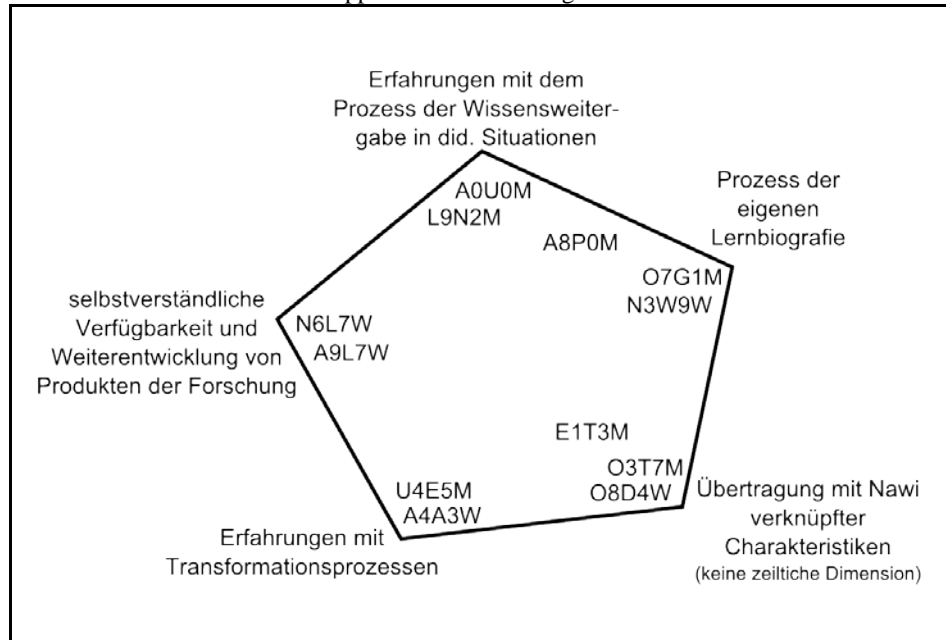 Erfahrungen mit dem
Prozess der Wissensweiter-
gabe in did. Situationen
A0U0M
L9N2M
A8P0M
Prozess der
eigenen
Lernbiografie
O7G1M
N3W9W
selbstverständliche
Verfügbarkeit und
Weiterentwicklung von
Produkten der Forschung
N6L7W
A9L7W
E1T3M
O3T7M
O8D4W
U4E5M
A4A3W
Übertragung mit Nawi
verknüpfter
Charakteristiken
(keine zeiltiche Dimension)
Erfahrungen mit
Transformationsprozessen